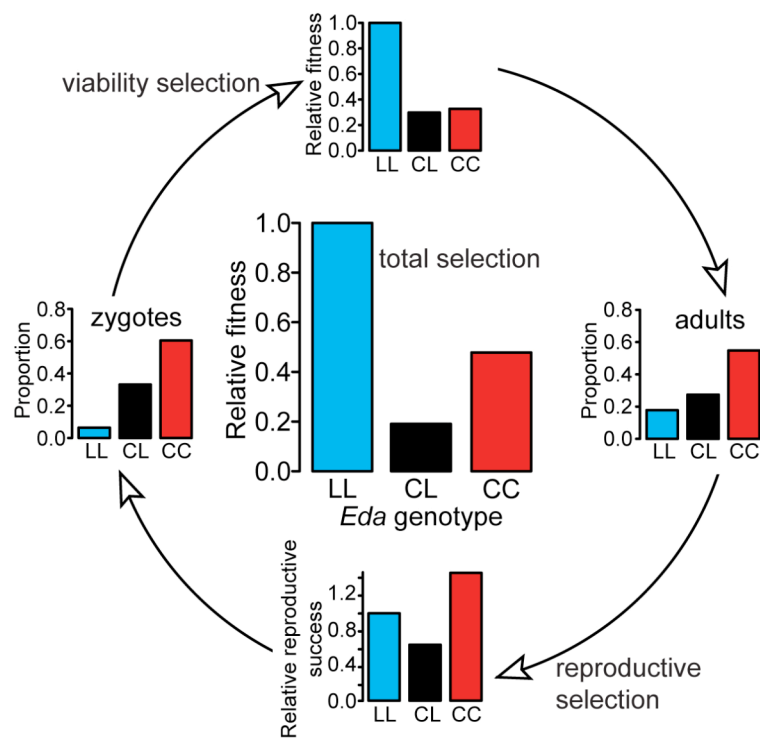 viability selection
Relative fitness
1.0
0.8
0.6
0.4
0.2
0.0
LL CL CC
zygotes
Proportion
0.8
0.6
0.4
0.2
0.0
LL CL CC
total selection
Relative fitness
1.0
0.8
0.6
0.4
0.2
0.0
LL CL CC
Eda genotype
adults
Proportion
0.8
0.6
0.4
0.2
0.0
LL CL CC
Relative reproductive
success
1.2
0.8
0.4
0.0
LL CL CC
reproductive
selection